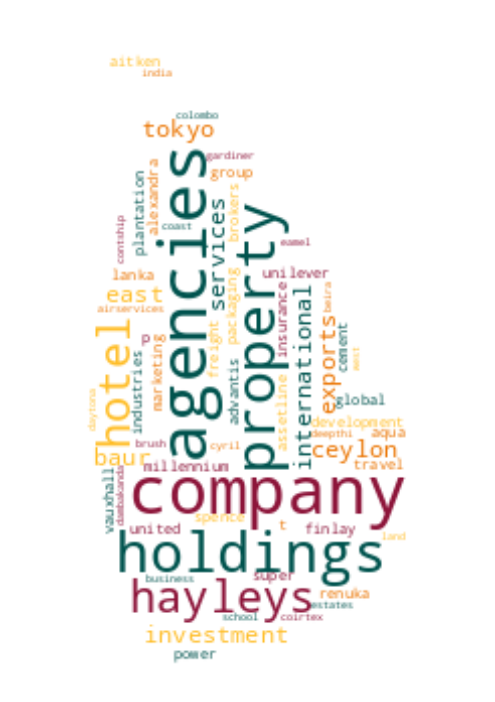 aitken
india
colombo
tokyo
gardiner
group
agencies
alexandra
plantation
services
brokers
property
coast
contship
eamel
lanka
unilever
east
airservices
packaging
insurance
international
beira
exports
cement
west
hotel
p
marketing
freight
industries
advantis
assetline
global
daytona
development
deepthi
aqua
brush
cyril
ceylon
baur
millennium
travel
vauxhall
dambakanda
company
spence
united
t
finlay
land
holdings
business
super
hayleys
renuka
estates
school
coirtex
investment
power